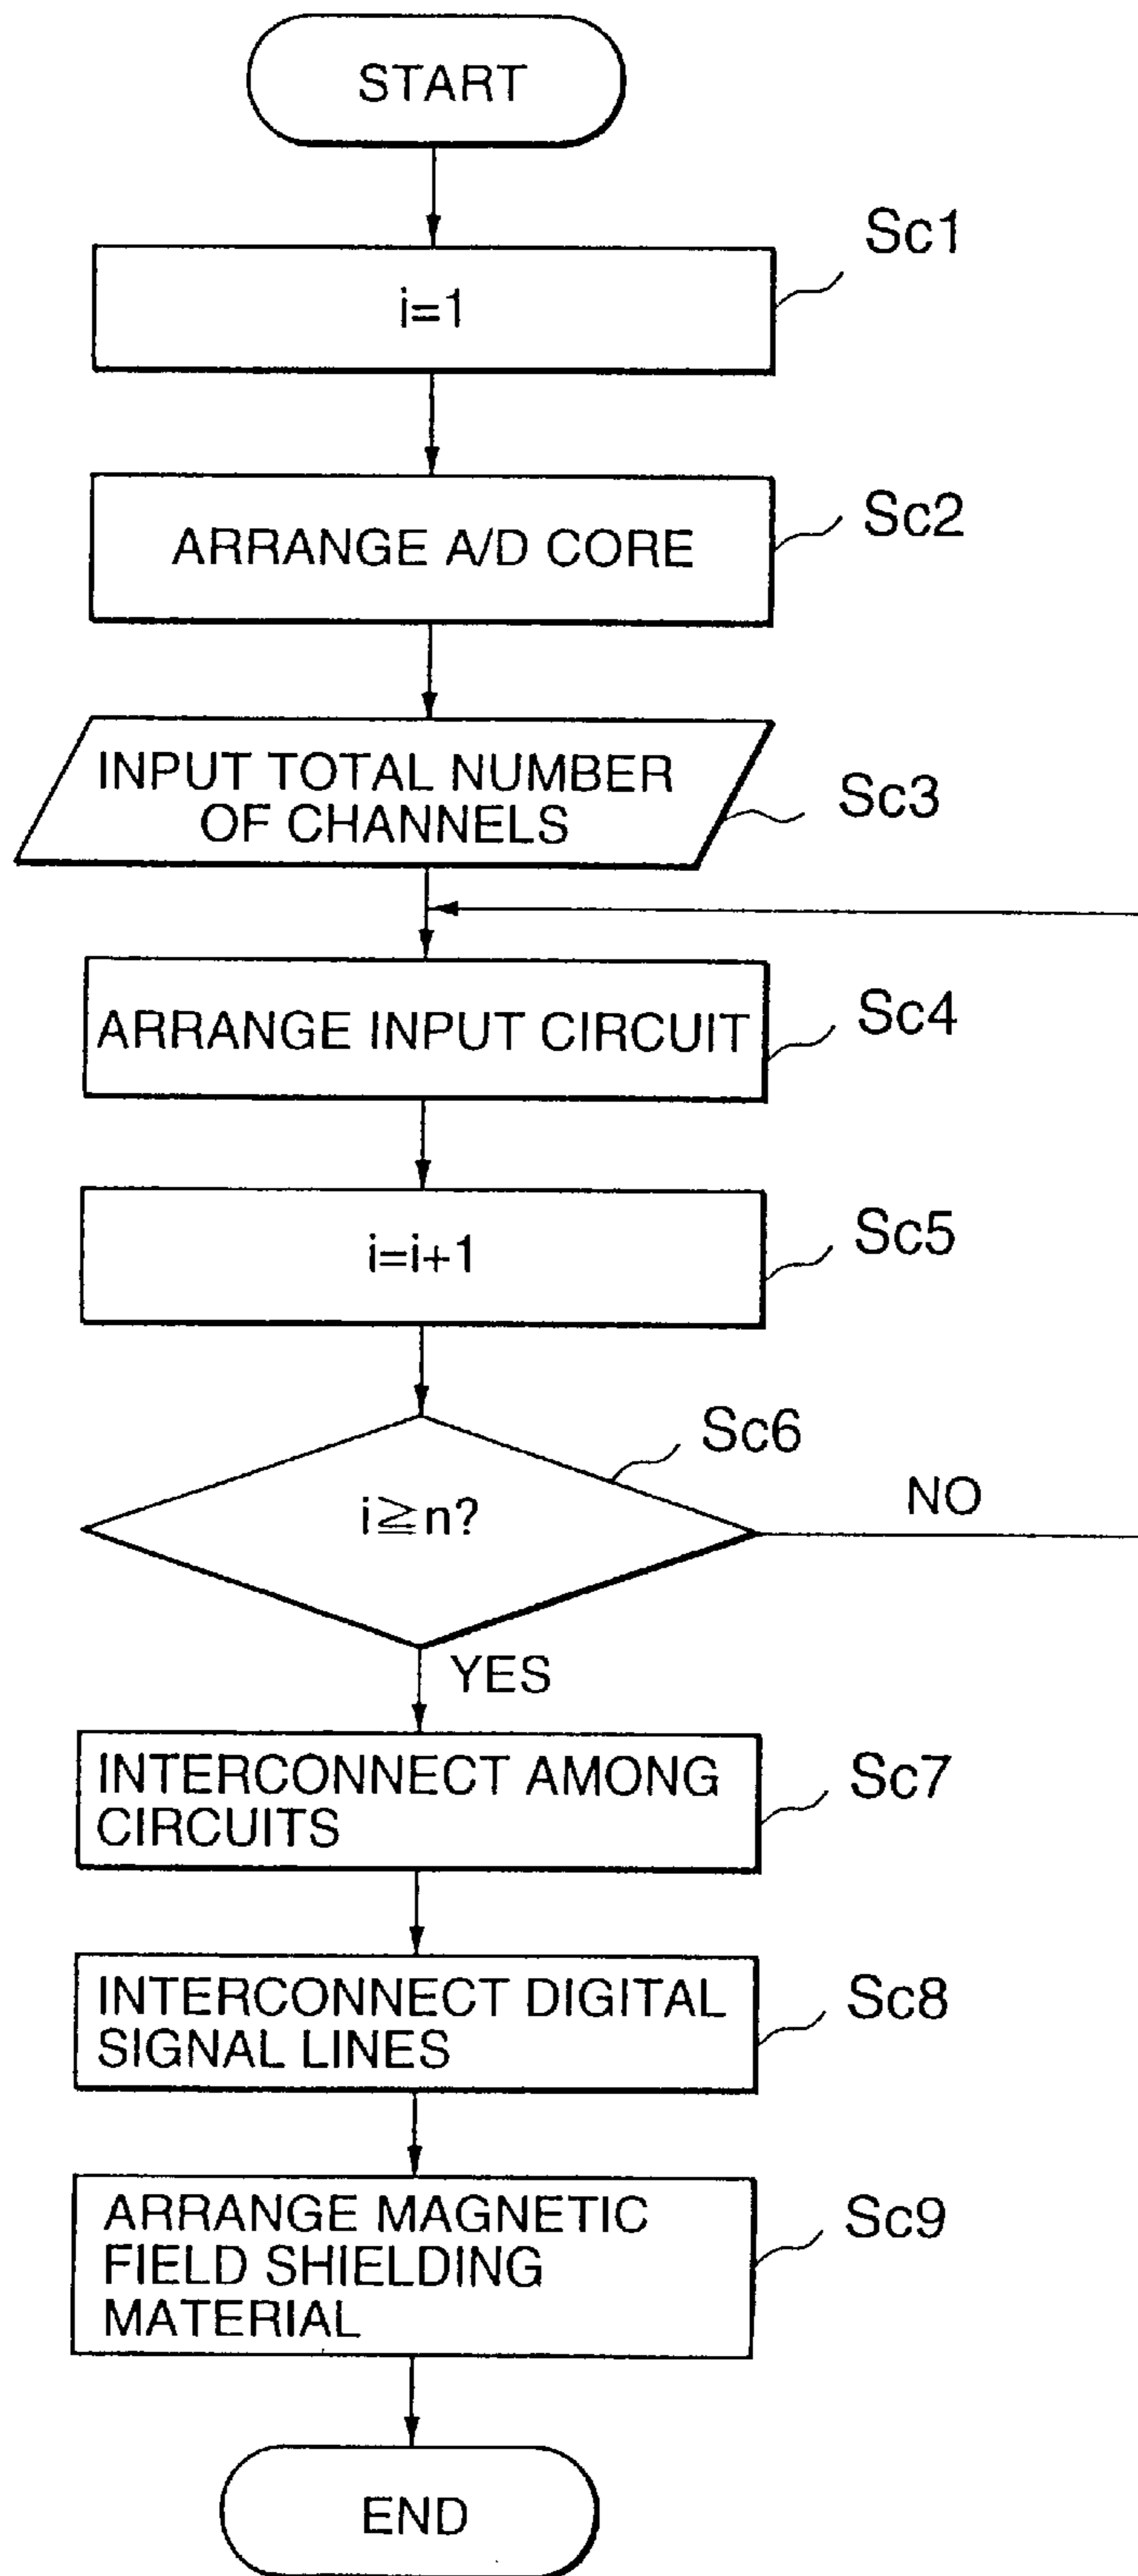 START
Sc1
i=1
Sc2
ARRANGE A/D CORE
INPUT TOTAL NUMBER
OF CHANNELS
Sc3
Sc4
ARRANGE INPUT CIRCUIT
Sc5
i=i+1
Sc6
i≧n?
NO
YES
INTERCONNECT AMONG
CIRCUITS
Sc7
INTERCONNECT DIGITAL
SIGNAL LINES
Sc8
ARRANGE MAGNETIC
FIELD SHIELDING
MATERIAL
Sc9
END